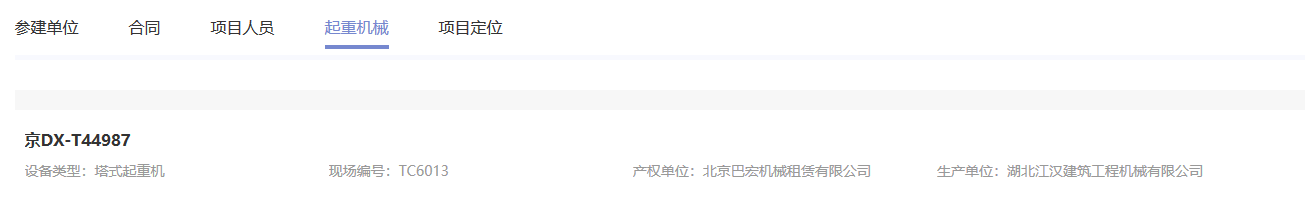 参建单位 合同 项目人员 起重机械 项目定位
京DX-T44987
设备类型：塔式起重机 现场编号：TC6013 产权单位：北京巴宏机械租赁有限公司 生产单位：湖北江汉建筑工程机械有限公司